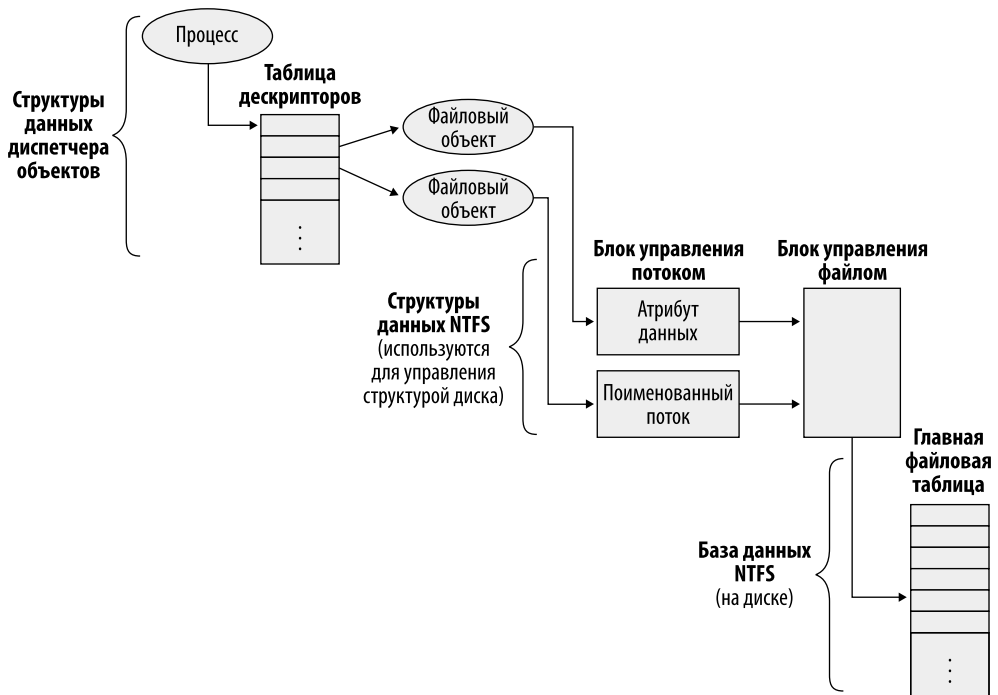 Процесс
Таблица
дескрипторов
Структуры
данных
диспетчера
объектов
Файловый
объект
Файловый
объект
Блок управления
потоком
Блок управления
файлом
Структуры
данных NTFS
(используются
для управления
структурой диска)
Атрибут
данных
Поименованный
поток
Главная
файловая
таблица
База данных
NTFS
(на диске)